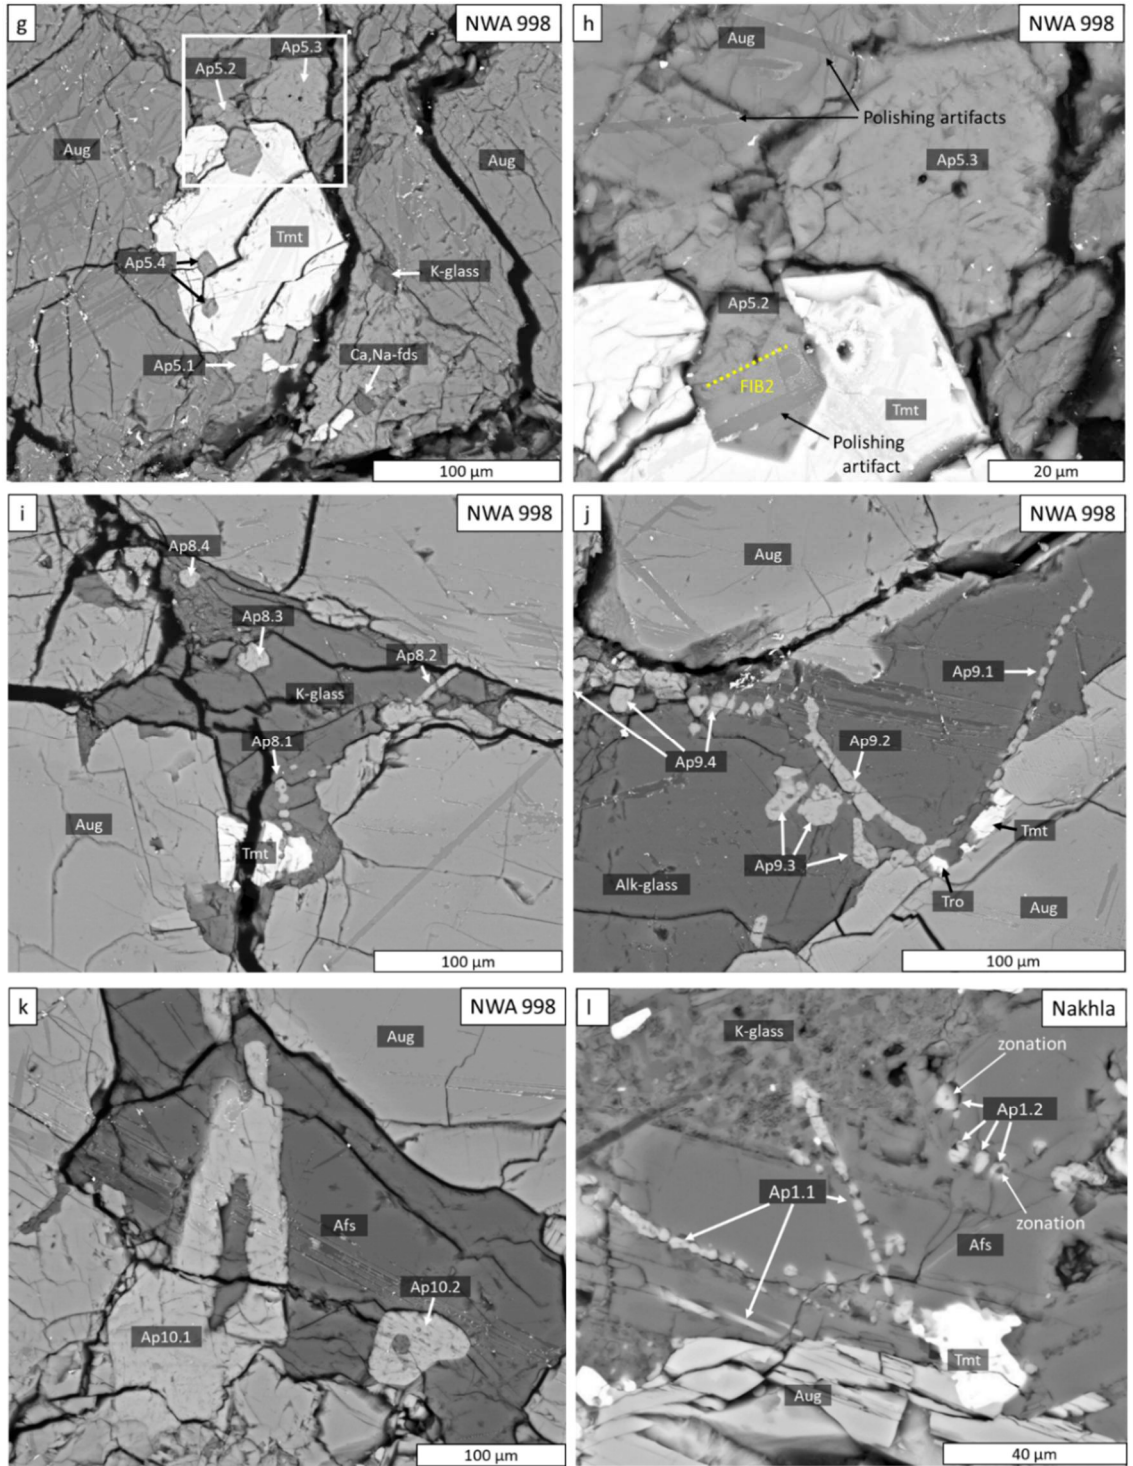 g
NWA 998
Ap5.3
Ap5.2
Aug
Aug
Tmt
Ap5.4
K-glass
Ap5.1
Ca,Na-fds
100 µm
h
NWA 998
Aug
Polishing artifacts
Ap5.3
Ap5.2
FIB2
Tmt
Polishing
artifact
20 µm
i
NWA 998
Ap8.4
Ap8.3
Ap8.2
K-glass
Ap8.1
Aug
Tmt
100 µm
j
NWA 998
Aug
Ap9.1
Ap9.2
Ap9.4
Tmt
Ap9.3
Alk-glass
Tro
Aug
100 µm
k
NWA 998
Aug
Afs
Ap10.2
Ap10.1
100 µm
l
Nakhla
K-glass
zonation
Ap1.2
Ap1.1
zonation
Afs
Tmt
Aug
40 µm